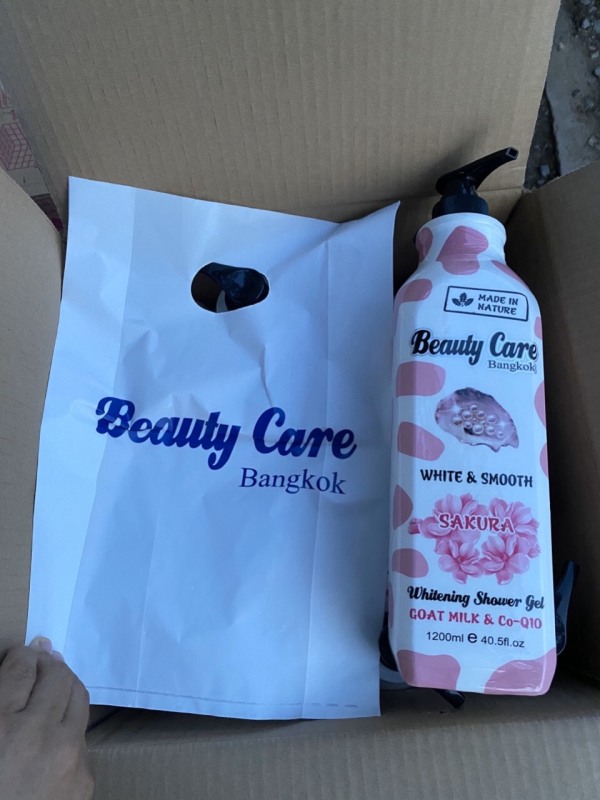 Beauty Care
Bangkok
MADE IN
NATURE
Beauty Care
Bangkok
WHITE & SMOOTH
SAKURA
Whitening Shower Gel
GOAT MILK & Co-Q10
1200ml e 40.5fl.oz